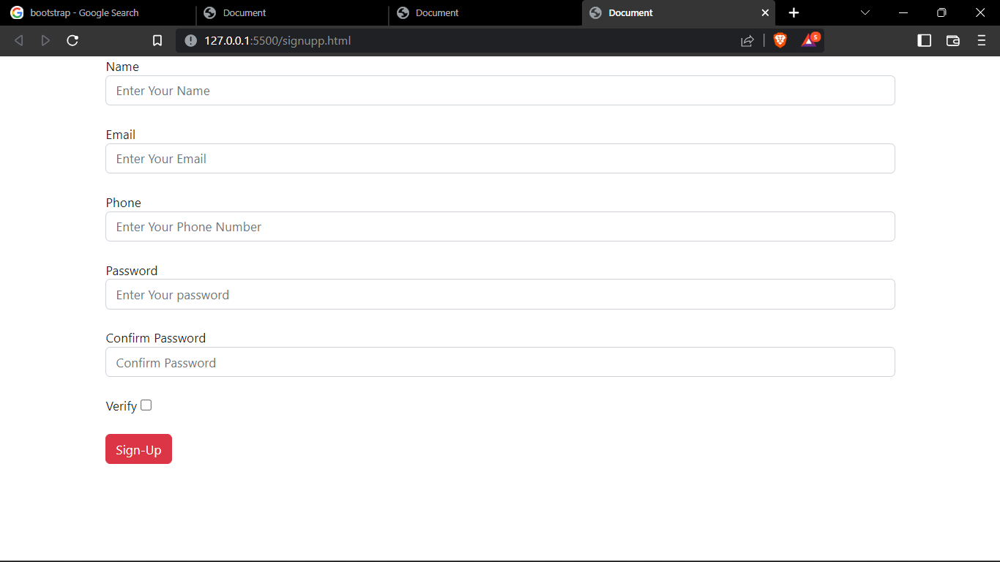 bootstrap - Google Search
Document
Document
Document
127.0.0.1:5500/signupp.html
5
Name
Enter Your Name
Email
Enter Your Email
Phone
Enter Your Phone Number
Password
Enter Your password
Confirm Password
Confirm Password
Verify
Sign-Up